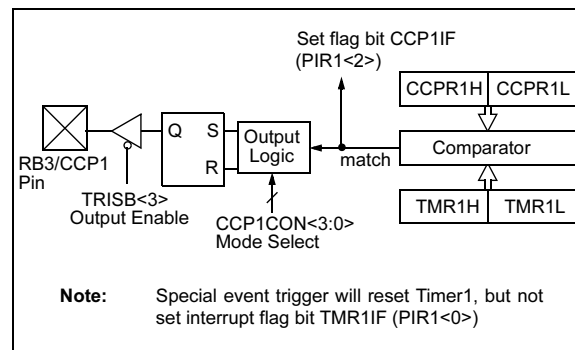 Set flag bit CCP1IF
(PIR1<2>)
CCPR1H CCPR1L
Q S Output
Logic
R
match
Comparator
RB3/CCP1
Pin
TRISB<3>
Output Enable
CCP1CON<3:0>
Mode Select
TMR1H TMR1L
Note: Special event trigger will reset Timer1, but not
set interrupt flag bit TMR1IF (PIR1<0>)